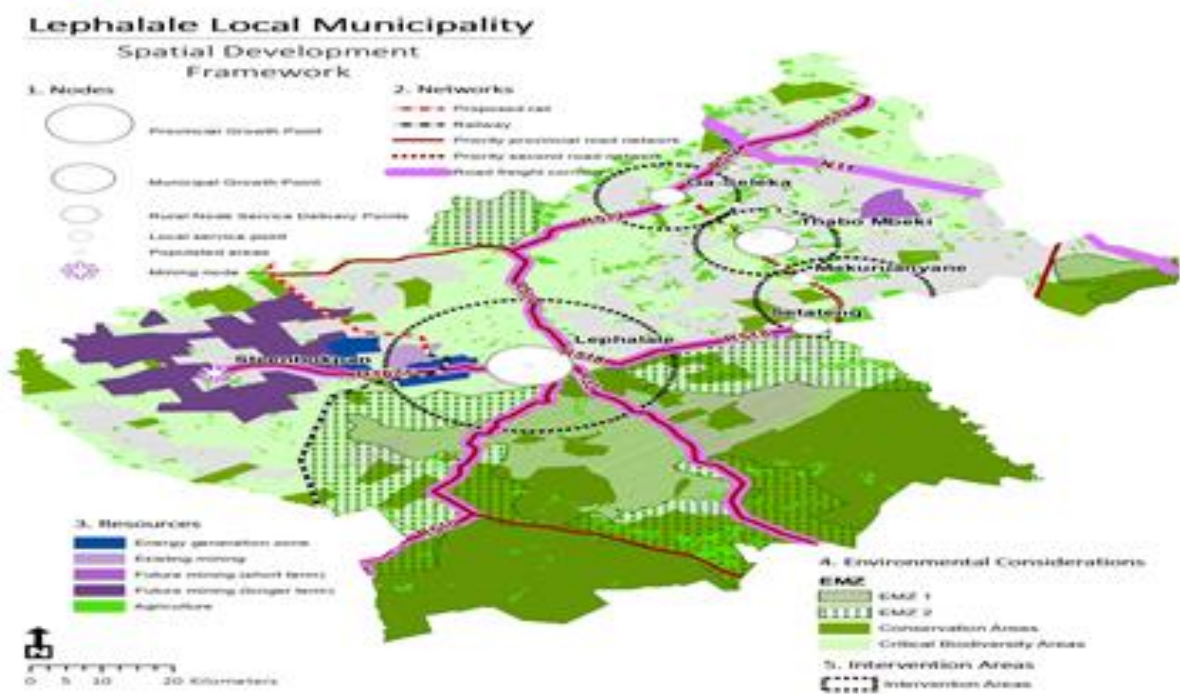 Lephalale Local Municipality
Spatial Development
Framework
1. Nodes
Provincial Growth Point
Municipal Growth Point
Rural Node Service Delivery Points
Local service point
Populated areas
Mining node
2. Networks
Proposed rail
Railway
Priority provincial road network
Priority second road network
Road freight corridor
Ga-Seleka
N11
Thabo Mbeki
Setateng
Lephalale
Steenbokpan
3. Resources
Energy generation zone
Existing mining
Future mining (short term)
Future mining (longer term)
Agriculture
N
0 5 10 20 Kilometers
4. Environmental Considerations
EMZ
EMZ 1
EMZ 2
Conservation Areas
Critical Biodiversity Areas
5. Intervention Areas
Intervention Areas